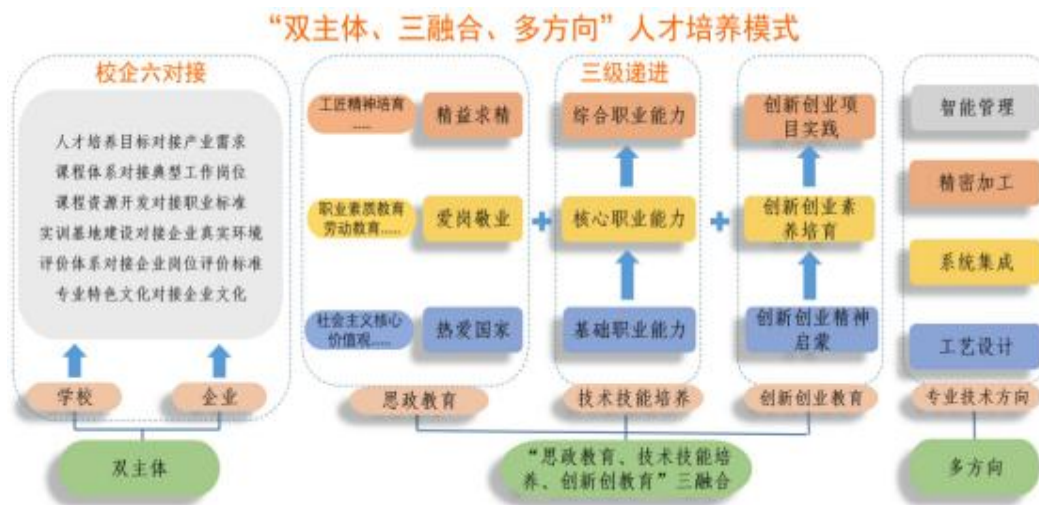 “双主体、三融合、多方向”人才培养模式
校企六对接
人才培养目标对接产业需求
课程体系对接典型工作岗位
课程资源开发对接职业标准
实训基地建设对接企业真实环境
评价体系对接企业岗位评价标准
专业特色文化对接企业文化
学校
企业
双主体
三级递进
工匠精神培育
.....
精益求精
综合职业能力
创新创业项
目实践
职业素质教育
劳动教育......
爱岗敬业
核心职业能力
创新创业素
养培育
社会主义核心
价值观.....
热爱国家
基础职业能力
创新创业精神
启蒙
思政教育
技术技能培养
创新创业教育
“思政教育、技术技能培
养、创新创教育”三融合
智能管理
精密加工
系统集成
工艺设计
专业技术方向
多方向